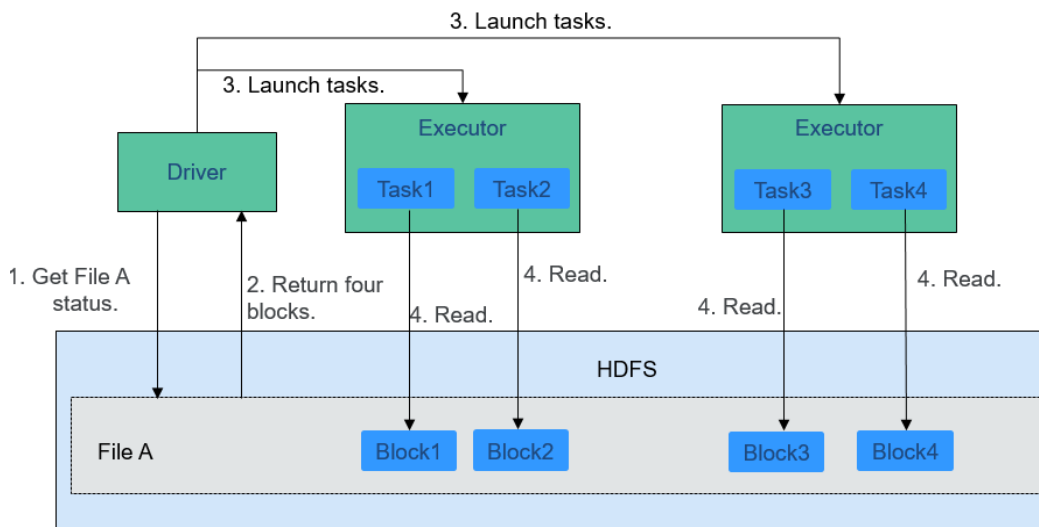 3. Launch tasks.
3. Launch tasks.
Executor
Executor
Driver
Task1
Task2
Task3
Task4
1. Get File A
status.
2. Return four
blocks.
4. Read.
4. Read.
4. Read.
4. Read.
HDFS
File A
Block1
Block2
Block3
Block4